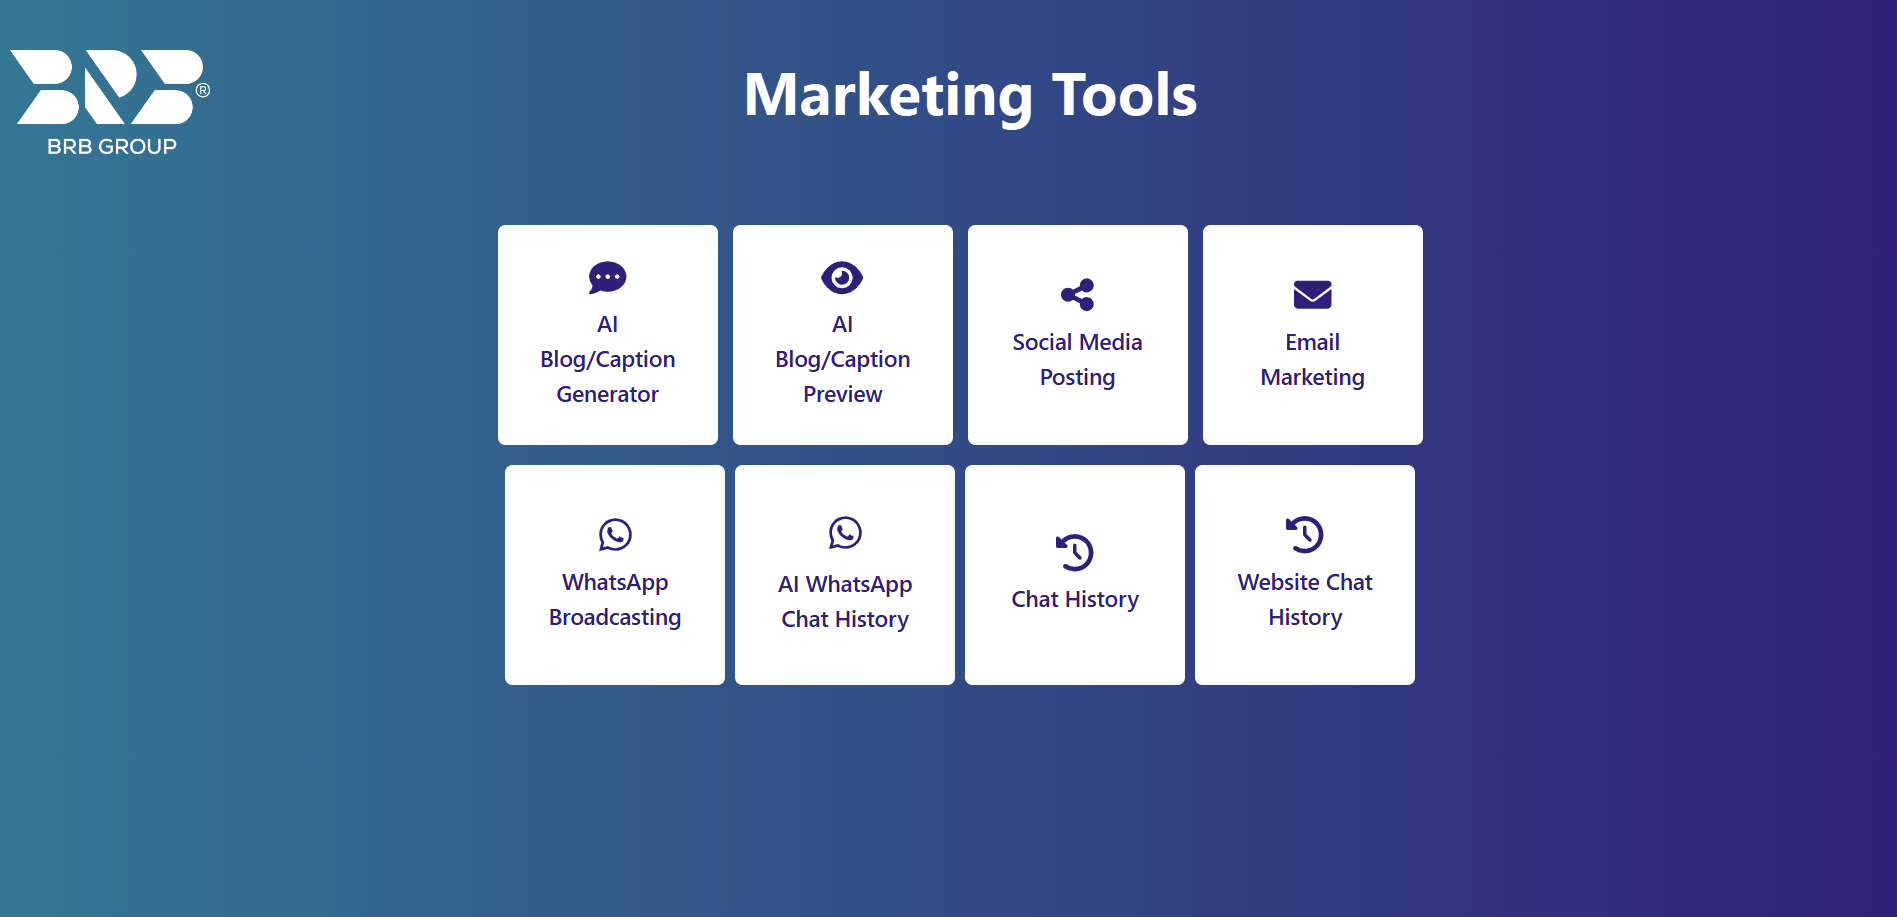 BRB®
BRB GROUP
Marketing Tools
AI
Blog/Caption
Generator
AI
Blog/Caption
Preview
Social Media
Posting
Email
Marketing
WhatsApp
Broadcasting
AI WhatsApp
Chat History
Chat History
Website Chat
History